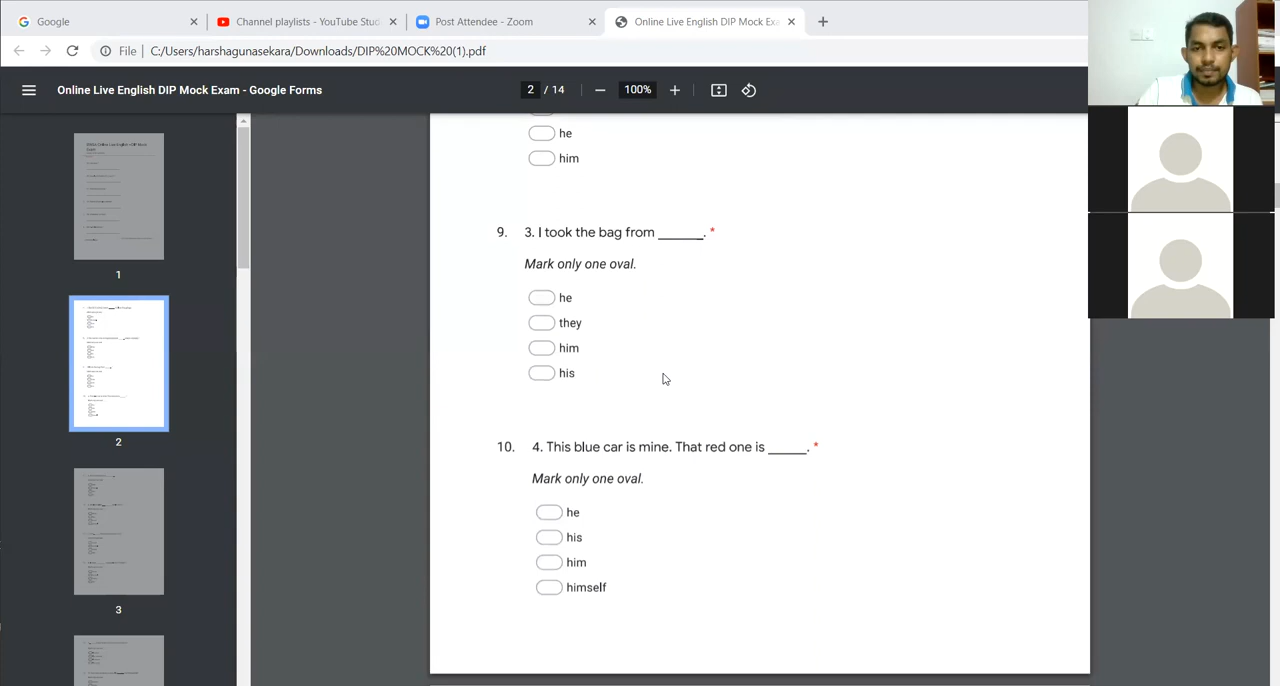 Google
Channel playlists - YouTube Stud
Post Attendee - Zoom
Online Live English DIP Mock Exa
File
C:/Users/harshagunasekara/Downloads/DIP%20MOCK%20(1).pdf
Online Live English DIP Mock Exam - Google Forms
2 / 14
100%
he
him
9. 3. I took the bag from ______. *
Mark only one oval.
he
they
him
his
10. 4. This blue car is mine. That red one is _____. *
Mark only one oval.
he
his
him
himself
1
2
3